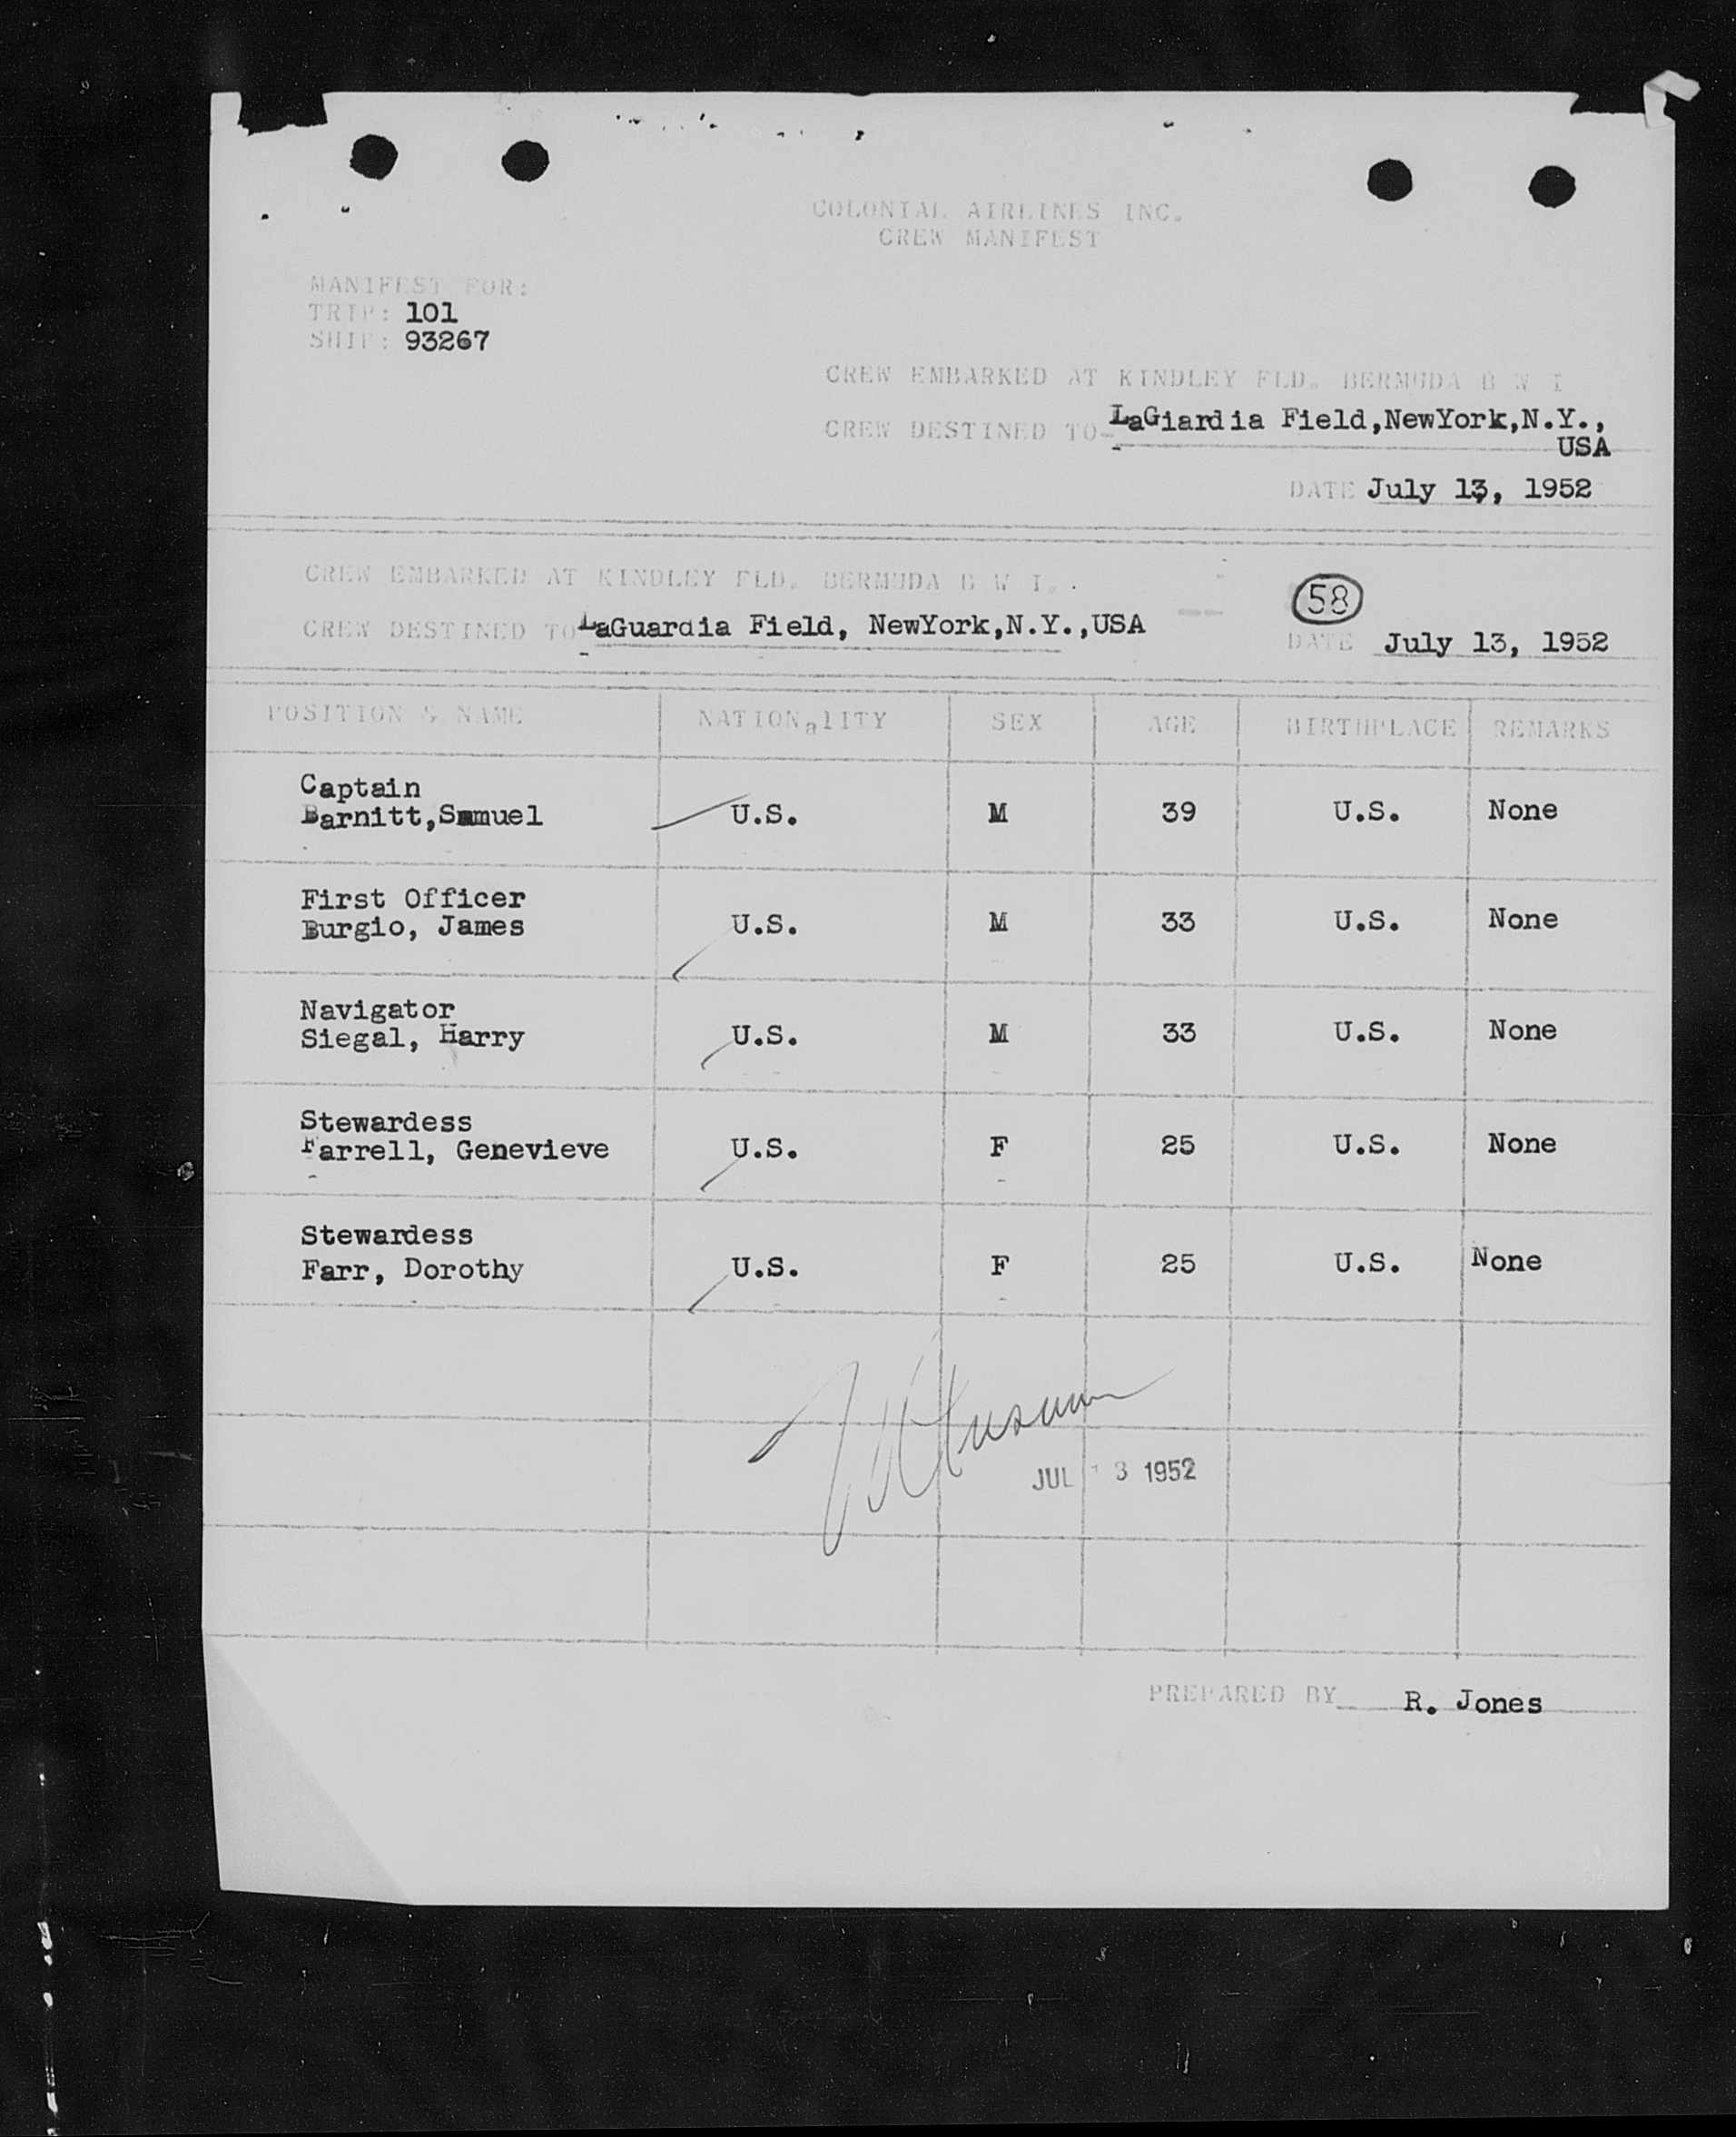 COLONIAL AIRLINES INC.
CREW MANIFEST
MANIFEST FOR:
TRIP: 101
SHIP: 93267
CREW EMBARKED AT KINDLEY FLD. BERMUDA B W I
CREW DESTINED TO LaGiardia Field,NewYork,N.Y.,
USA
DATE July 13, 1952
CREW EMBARKED AT KINDLEY FLD. BERMUDA B W I.
58
CREW DESTINED TO LaGuardia Field, NewYork,N.Y.,USA
DATE July 13, 1952
POSITION & NAME NATIONaLITY SEX AGE BIRTHPLACE REMARKS
Captain
Barnitt,Samuel U.S. M 39 U.S. None
First Officer
Burgio, James U.S. M 33 U.S. None
Navigator
Siegal, Harry U.S. M 33 U.S. None
Stewardess
Farrell, Genevieve U.S. F 25 U.S. None
Stewardess
Farr, Dorothy U.S. F 25 U.S. None
JUL 13 1952
PREPARED BY R. Jones